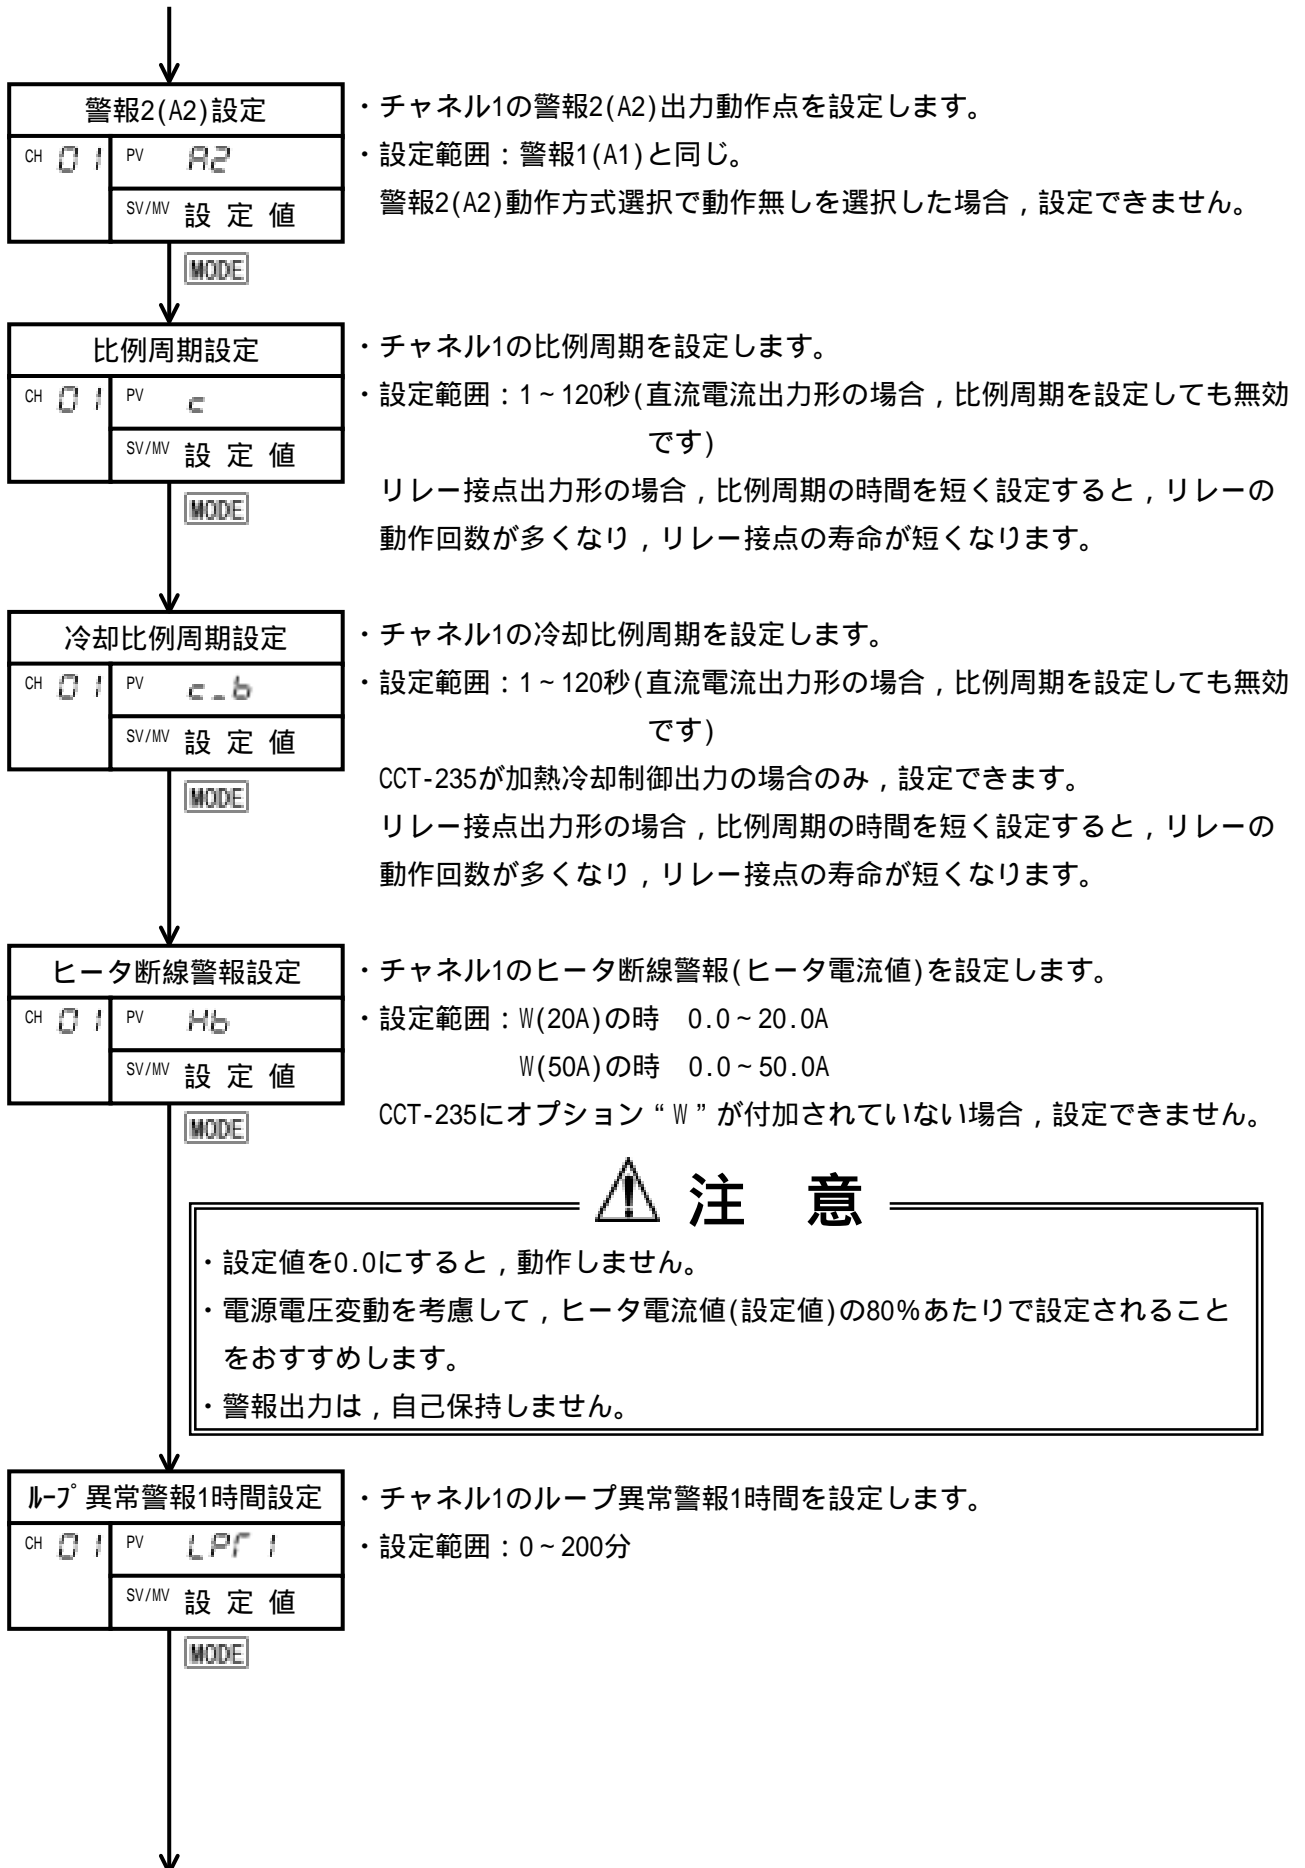 警報2(A2)設定
CH 01 PV A2
SV/MV 設 定 値
MODE
・チャネル1の警報2(A2)出力動作点を設定します。
・設定範囲：警報1(A1)と同じ。
警報2(A2)動作方式選択で動作無しを選択した場合，設定できません。
比例周期設定
CH 01 PV c
SV/MV 設 定 値
MODE
・チャネル1の比例周期を設定します。
・設定範囲：1～120秒(直流電流出力形の場合，比例周期を設定しても無効
です)
リレー接点出力形の場合，比例周期の時間を短く設定すると，リレーの
動作回数が多くなり，リレー接点の寿命が短くなります。
冷却比例周期設定
CH 01 PV c_b
SV/MV 設 定 値
MODE
・チャネル1の冷却比例周期を設定します。
・設定範囲：1～120秒(直流電流出力形の場合，比例周期を設定しても無効
です)
CCT-235が加熱冷却制御出力の場合のみ，設定できます。
リレー接点出力形の場合，比例周期の時間を短く設定すると，リレーの
動作回数が多くなり，リレー接点の寿命が短くなります。
ヒータ断線警報設定
CH 01 PV Hb
SV/MV 設 定 値
MODE
・チャネル1のヒータ断線警報(ヒータ電流値)を設定します。
・設定範囲：W(20A)の時　0.0～20.0A
W(50A)の時　0.0～50.0A
CCT-235にオプション“W”が付加されていない場合，設定できません。
注　意
・設定値を0.0にすると，動作しません。
・電源電圧変動を考慮して，ヒータ電流値(設定値)の80%あたりで設定されること
をおすすめします。
・警報出力は，自己保持しません。
ﾙｰﾌﾟ異常警報1時間設定
CH 01 PV LPT1
SV/MV 設 定 値
MODE
・チャネル1のループ異常警報1時間を設定します。
・設定範囲：0～200分